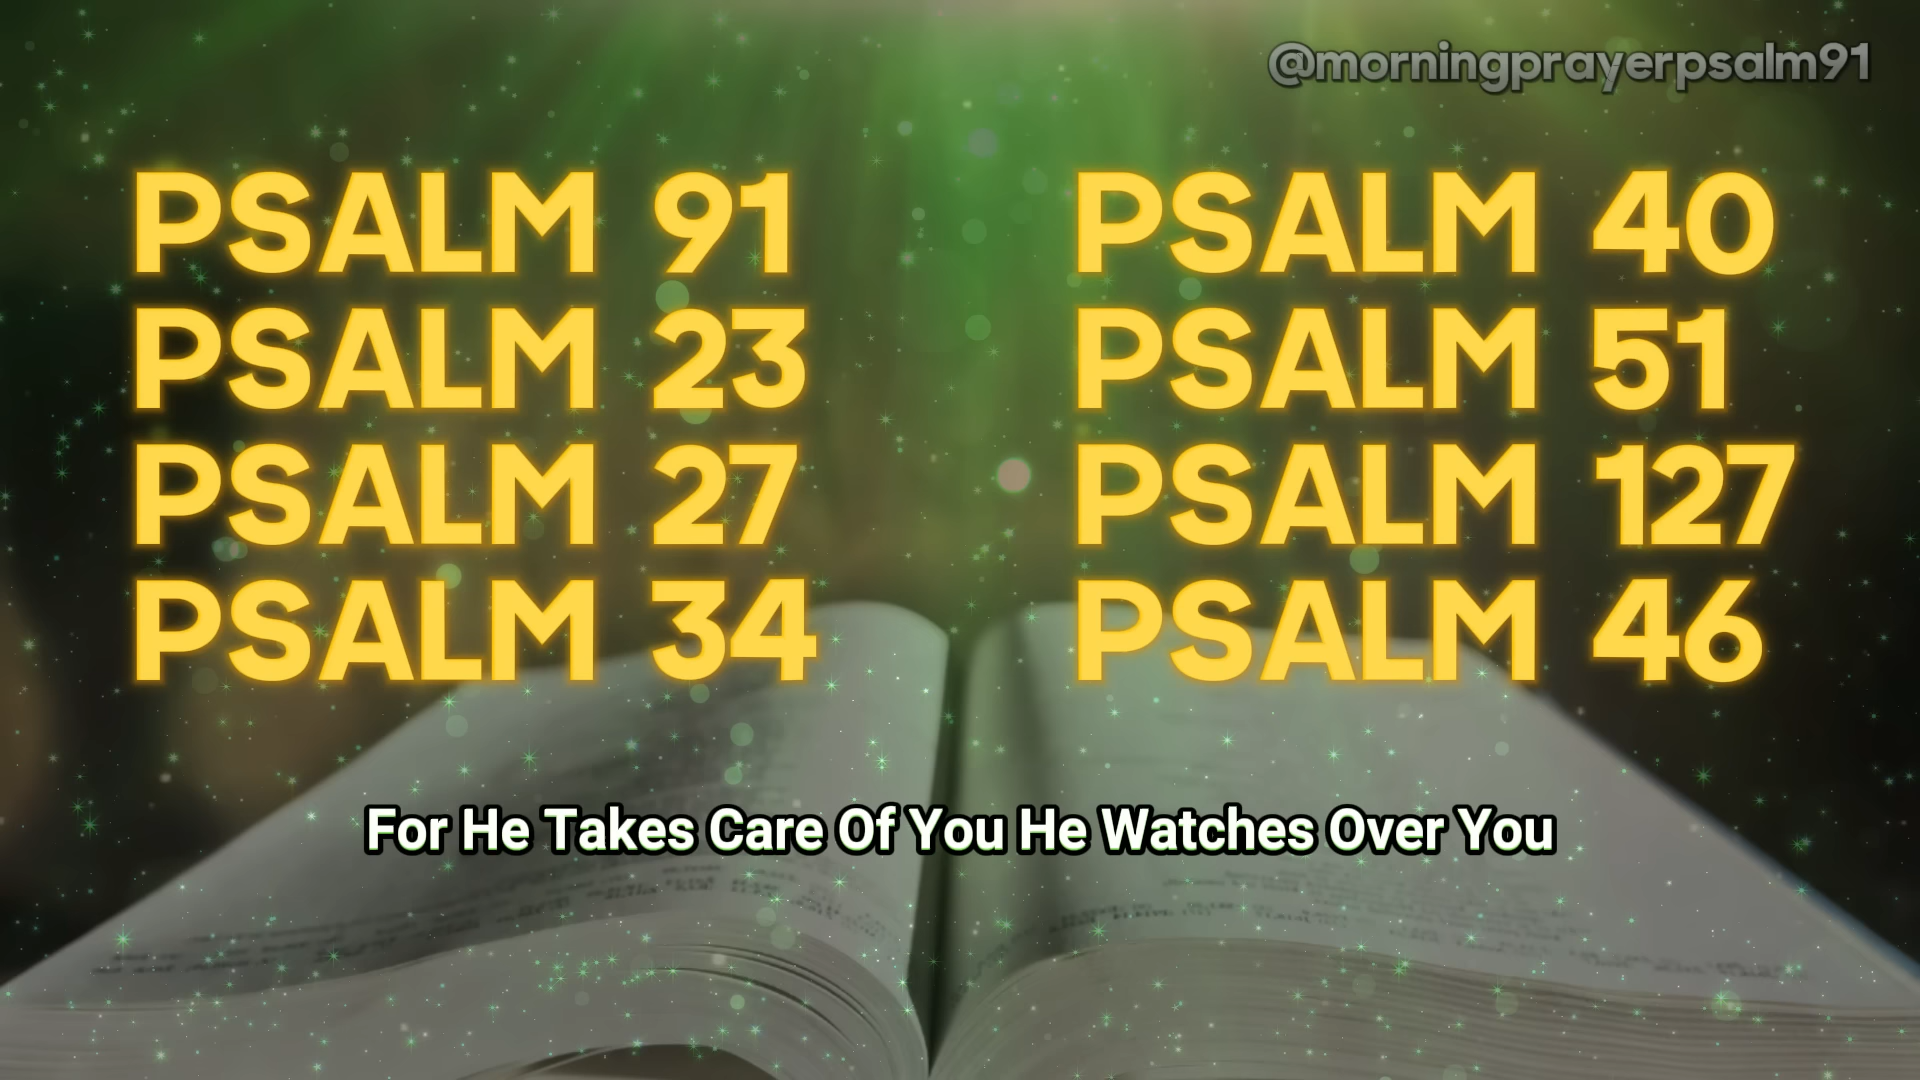 @morningprayerpsalm91
PSALM 91
PSALM 23
PSALM 27
PSALM 34
PSALM 40
PSALM 51
PSALM 127
PSALM 46
For He Takes Care Of You He Watches Over You